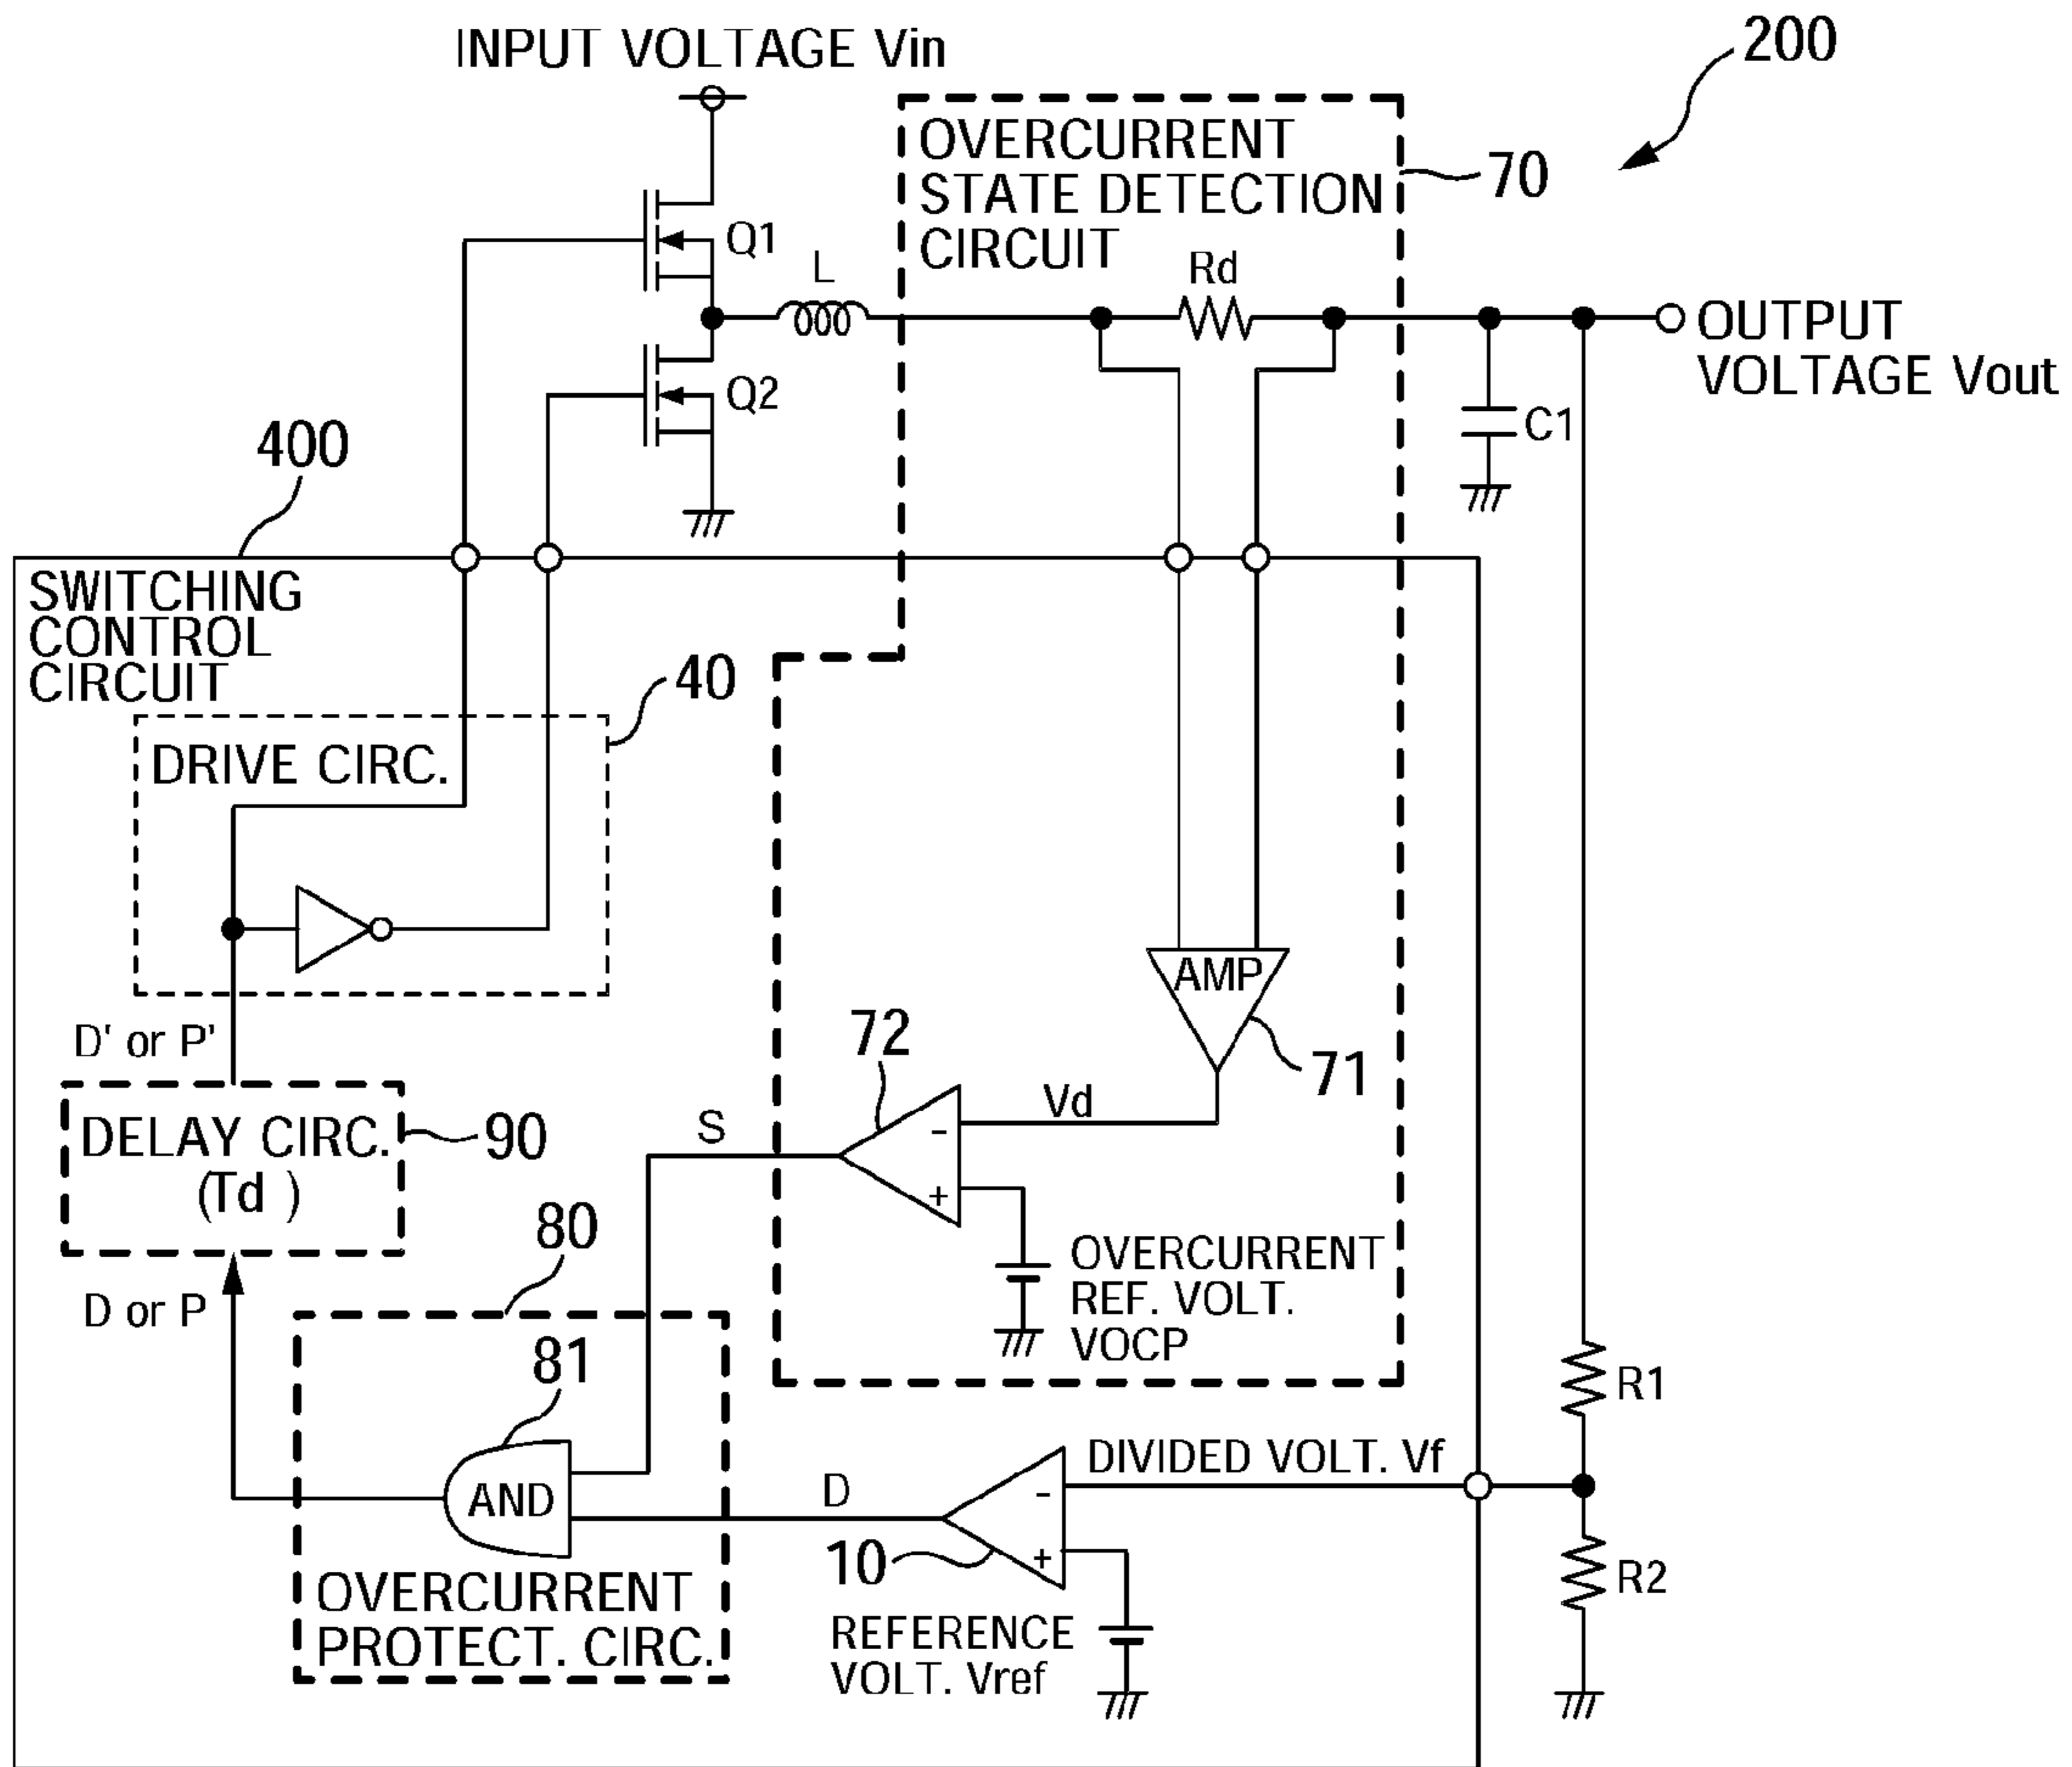 200
INPUT VOLTAGE Vin
OVERCURRENT
STATE DETECTION
CIRCUIT
70
Q1
L
Rd
OUTPUT
VOLTAGE Vout
Q2
C1
400
SWITCHING
CONTROL
CIRCUIT
40
DRIVE CIRC.
AMP
71
D' or P'
72
Vd
-
+
S
DELAY CIRC.
(Td )
90
80
OVERCURRENT
REF. VOLT.
VOCP
D or P
81
R1
AND
D
DIVIDED VOLT. Vf
-
+
10
OVERCURRENT
PROTECT. CIRC.
REFERENCE
VOLT. Vref
R2